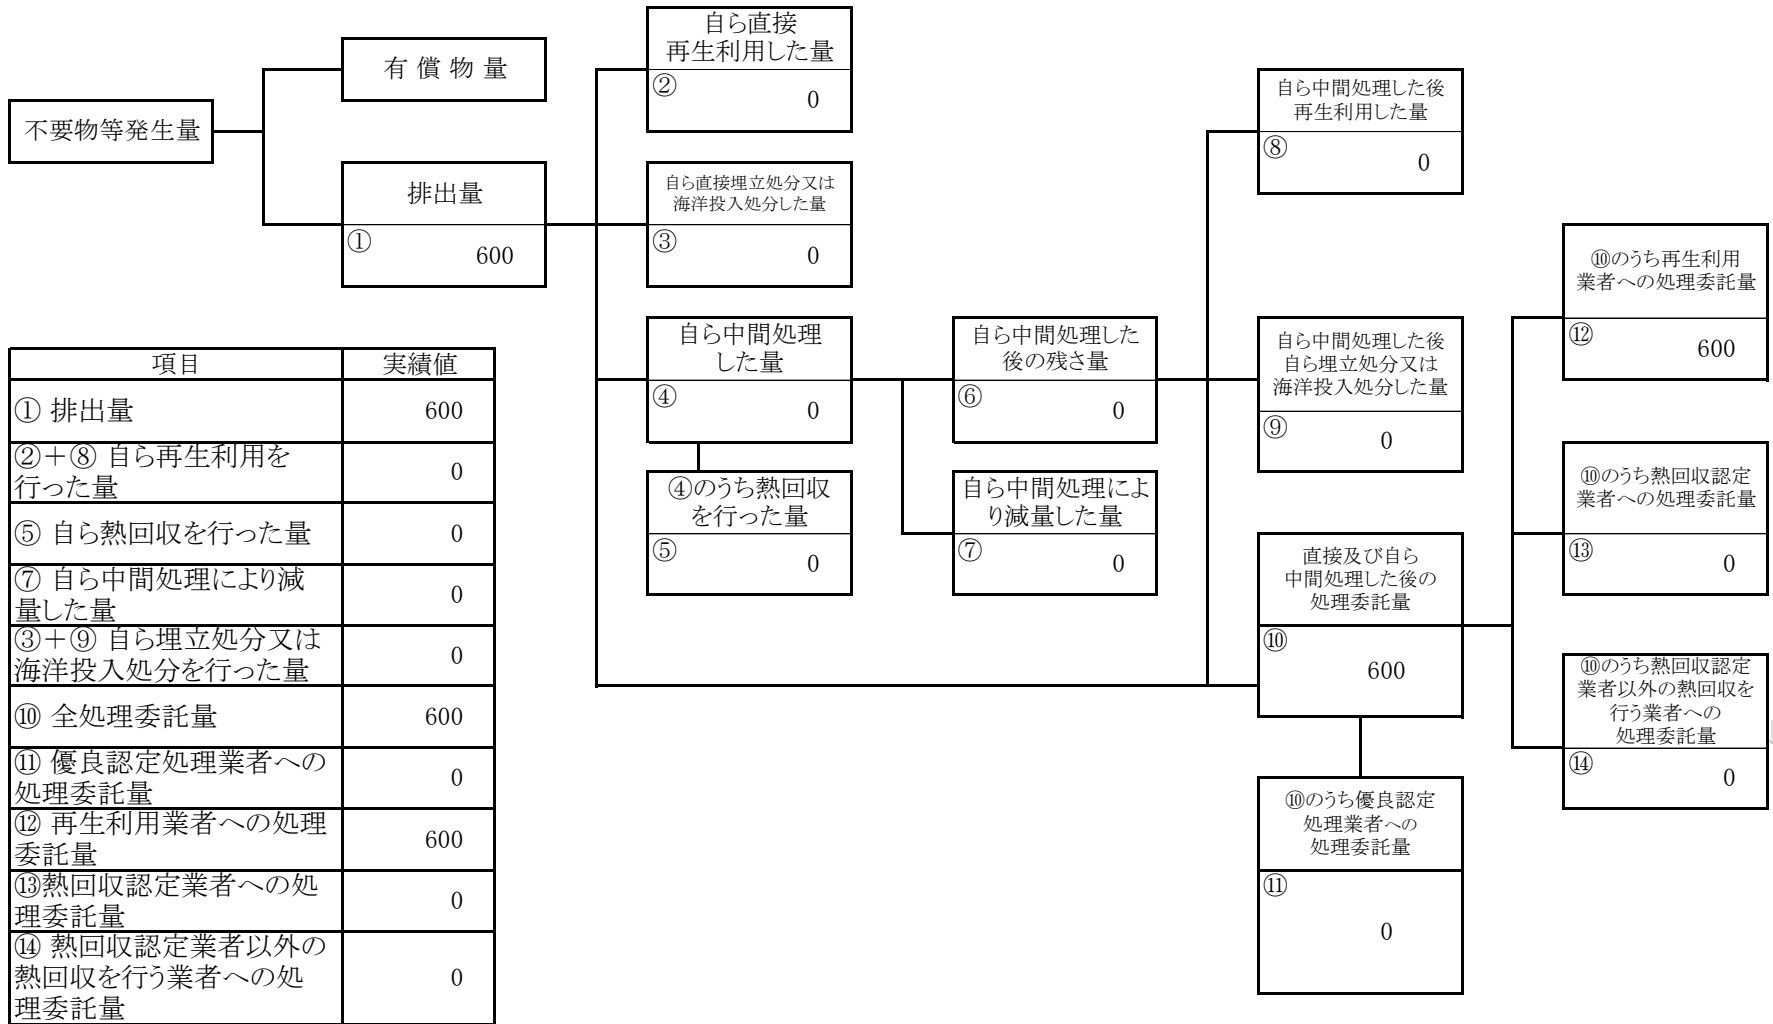 不要物等発生量
有 償 物 量
排出量
①
600
自ら直接
再生利用した量
②
0
自ら直接埋立処分又は
海洋投入処分した量
③
0
自ら中間処理
した量
④
0
④のうち熱回収
を行った量
⑤
0
自ら中間処理した
後の残さ量
⑥
0
自ら中間処理によ
り減量した量
⑦
0
自ら中間処理した後
再生利用した量
⑧
0
自ら中間処理した後
自ら埋立処分又は
海洋投入処分した量
⑨
0
直接及び自ら
中間処理した後の
処理委託量
⑩
600
⑩のうち優良認定
処理業者への
処理委託量
⑪
0
⑩のうち再生利用
業者への処理委託量
⑫
600
⑩のうち熱回収認定
業者への処理委託量
⑬
0
⑩のうち熱回収認定
業者以外の熱回収を
行う業者への
処理委託量
⑭
0
項目 実績値
① 排出量 600
②+⑧ 自ら再生利用を
行った量 0
⑤ 自ら熱回収を行った量 0
⑦ 自ら中間処理により減
量した量 0
③+⑨ 自ら埋立処分又は
海洋投入処分を行った量 0
⑩ 全処理委託量 600
⑪ 優良認定処理業者への
処理委託量 0
⑫ 再生利用業者への処理
委託量 600
⑬熱回収認定業者への処
理委託量 0
⑭ 熱回収認定業者以外の
熱回収を行う業者への処
理委託量 0